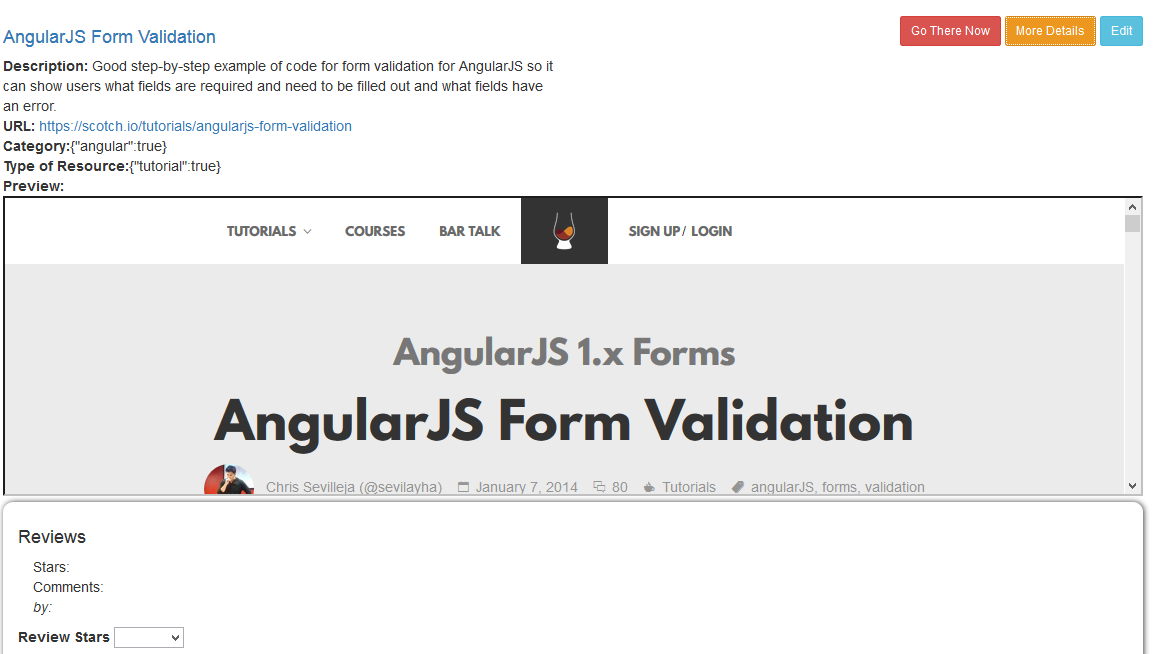 AngularJS Form Validation
Go There Now
More Details
Edit
Description: Good step-by-step example of code for form validation for AngularJS so it
can show users what fields are required and need to be filled out and what fields have
an error.
URL: https://scotch.io/tutorials/angularjs-form-validation
Category:{"angular":true}
Type of Resource:{"tutorial":true}
Preview:
TUTORIALS COURSES BAR TALK SIGN UP/ LOGIN
AngularJS 1.x Forms
AngularJS Form Validation
Chris Sevilleja (@sevilayha) January 7, 2014 80 Tutorials angularJS, forms, validation
Reviews
Stars:
Comments:
by:
Review Stars